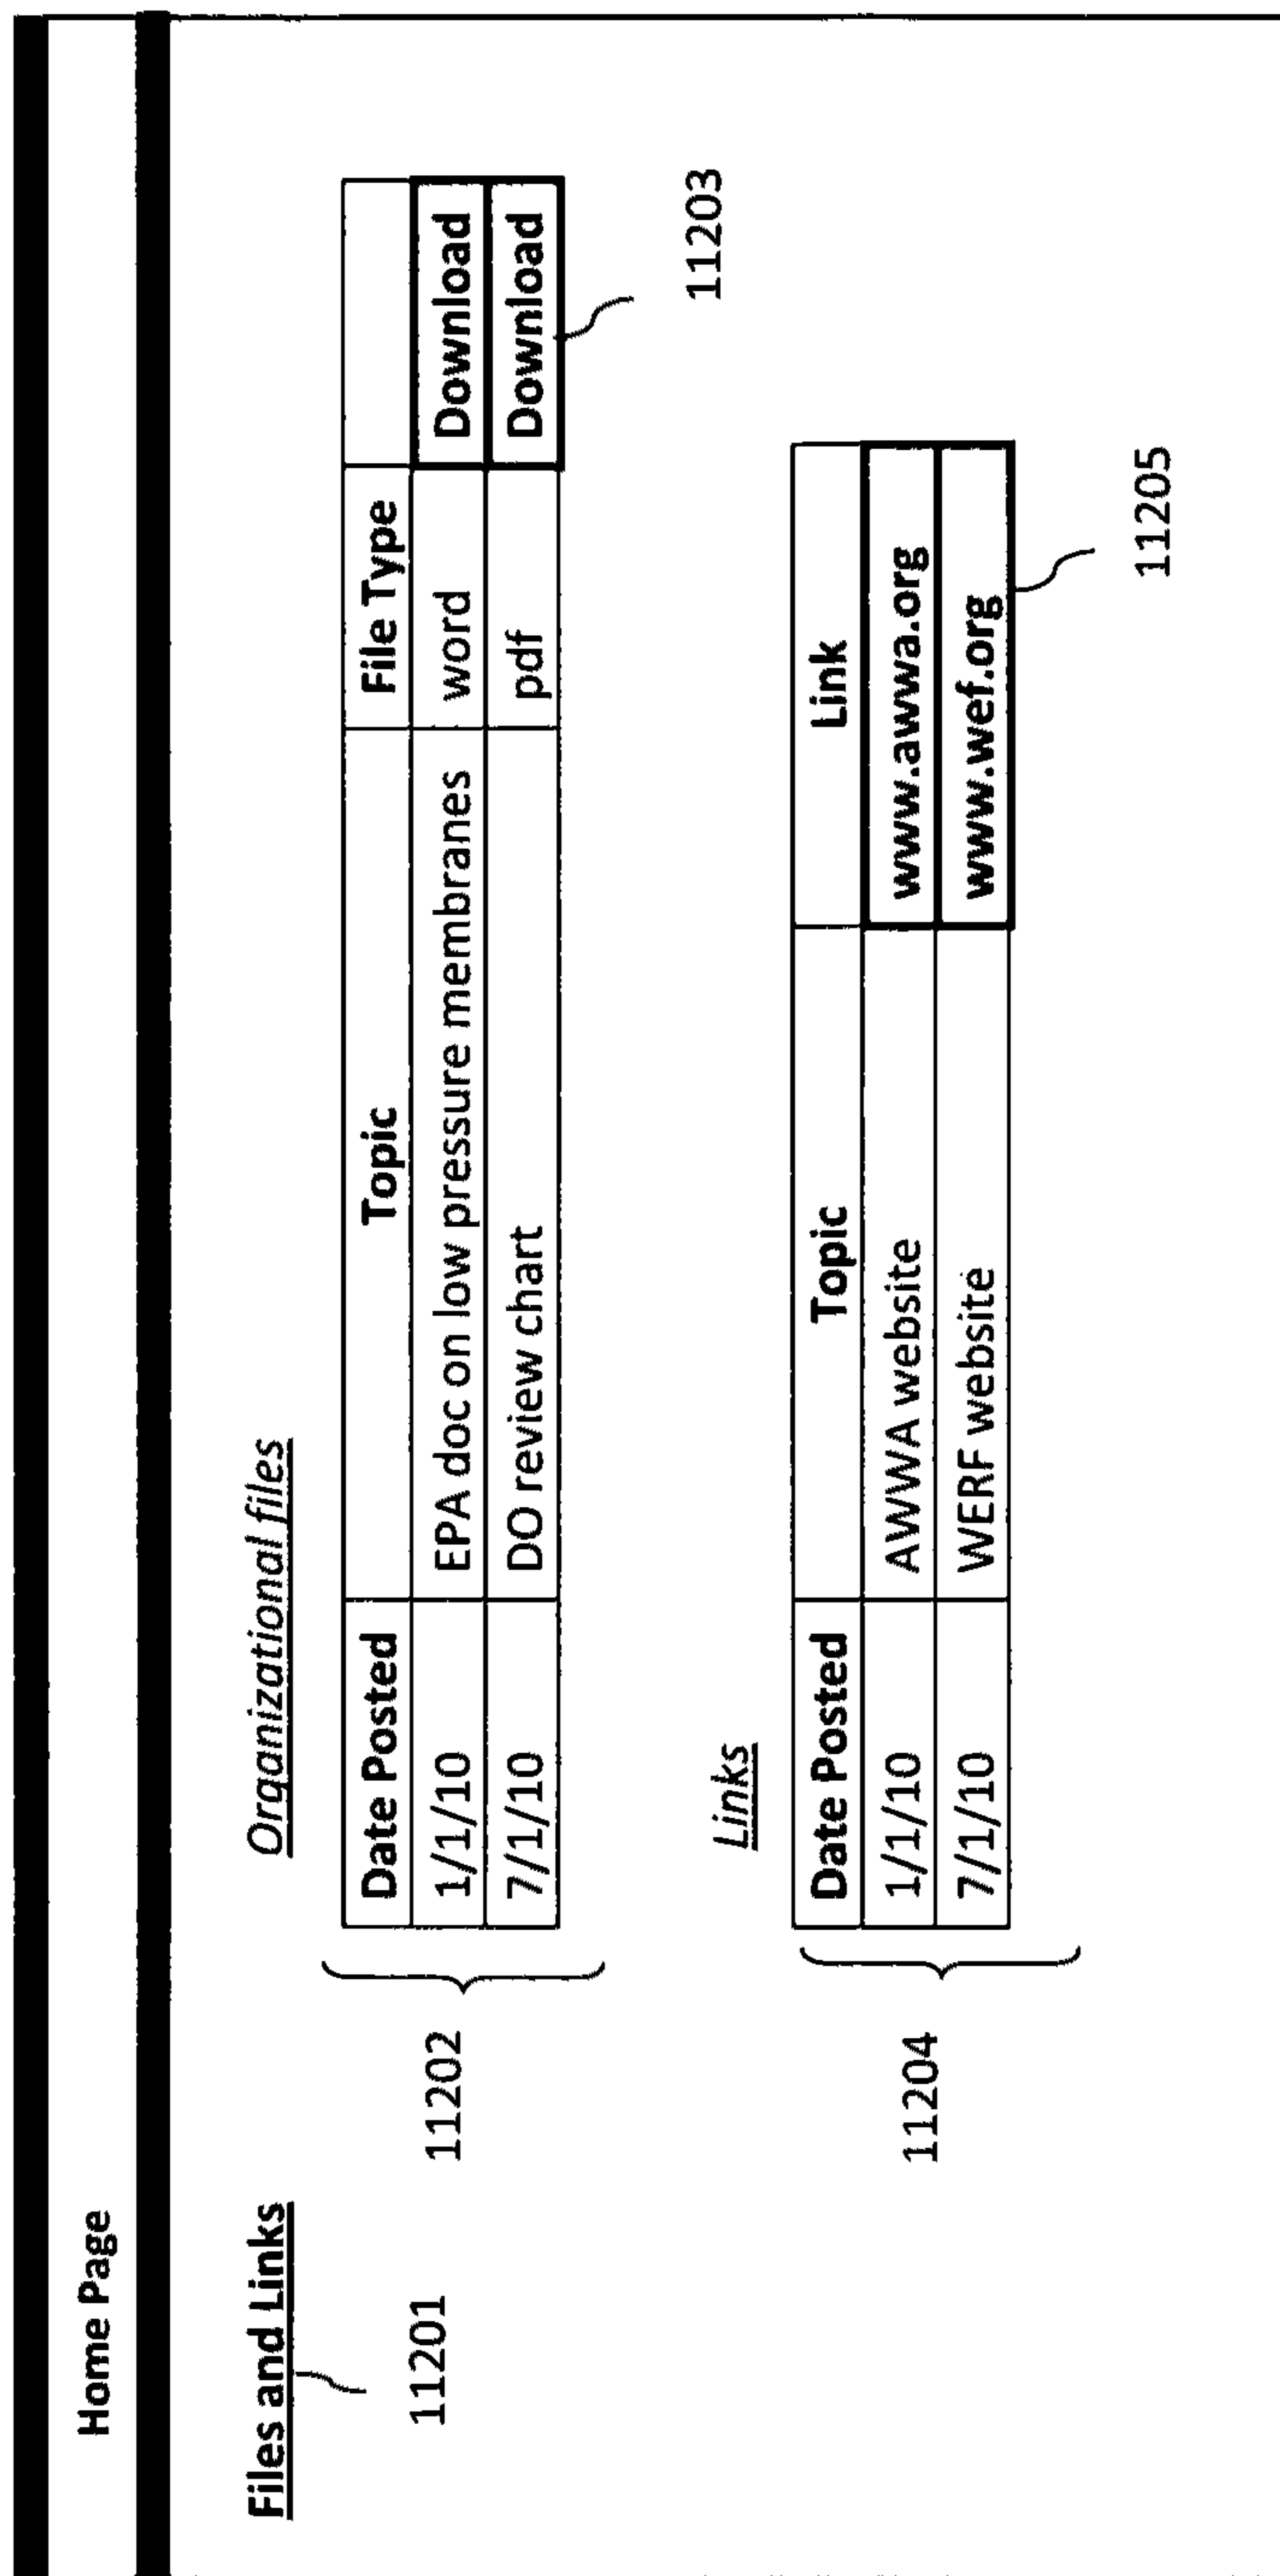 Home Page
Files and Links
11201
Organizational files
11202
Date Posted Topic File Type
1/1/10 EPA doc on low pressure membranes word Download
7/1/10 DO review chart pdf Download
11203
Links
11204
Date Posted Topic Link
1/1/10 AWWA website www.awwa.org
7/1/10 WERF website www.wef.org
11205